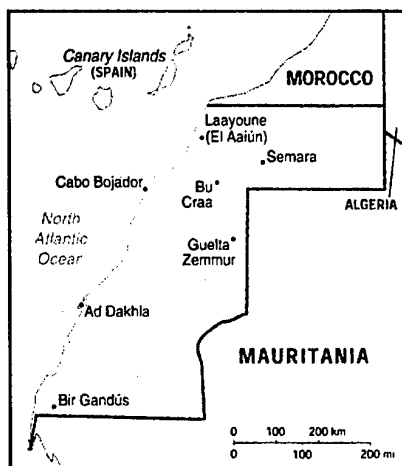 Canary Islands
(SPAIN)
MOROCCO
Laayoune
(El Aaiún)
Semara
Cabo Bojador
Bu
Craa
ALGERIA
North
Atlantic
Ocean
Guelta
Zemmur
Ad Dakhla
MAURITANIA
Bir Gandús
0 100 200 km
0 100 200 mi